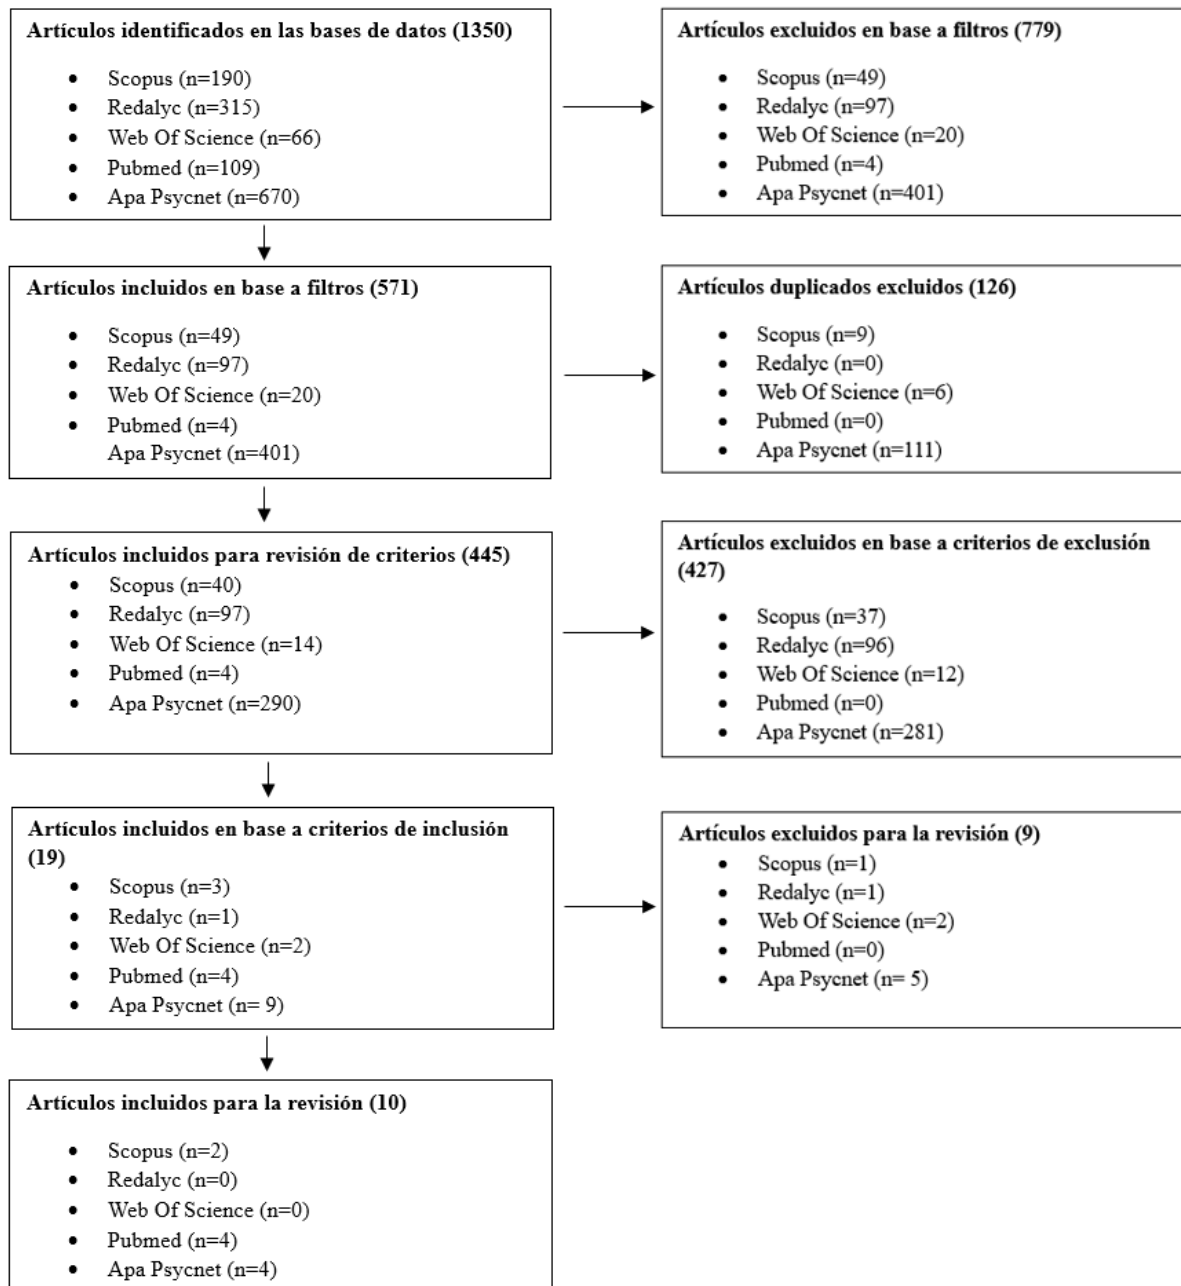 Artículos identificados en las bases de datos (1350)
• Scopus (n=190)
• Redalyc (n=315)
• Web Of Science (n=66)
• Pubmed (n=109)
• Apa Psycnet (n=670)
Artículos excluidos en base a filtros (779)
• Scopus (n=49)
• Redalyc (n=97)
• Web Of Science (n=20)
• Pubmed (n=4)
• Apa Psycnet (n=401)
Artículos incluidos en base a filtros (571)
• Scopus (n=49)
• Redalyc (n=97)
• Web Of Science (n=20)
• Pubmed (n=4)
Apa Psycnet (n=401)
Artículos duplicados excluidos (126)
• Scopus (n=9)
• Redalyc (n=0)
• Web Of Science (n=6)
• Pubmed (n=0)
• Apa Psycnet (n=111)
Artículos incluidos para revisión de criterios (445)
• Scopus (n=40)
• Redalyc (n=97)
• Web Of Science (n=14)
• Pubmed (n=4)
• Apa Psycnet (n=290)
Artículos excluidos en base a criterios de exclusión
(427)
• Scopus (n=37)
• Redalyc (n=96)
• Web Of Science (n=12)
• Pubmed (n=0)
• Apa Psycnet (n=281)
Artículos incluidos en base a criterios de inclusión
(19)
• Scopus (n=3)
• Redalyc (n=1)
• Web Of Science (n=2)
• Pubmed (n=4)
• Apa Psycnet (n= 9)
Artículos excluidos para la revisión (9)
• Scopus (n=1)
• Redalyc (n=1)
• Web Of Science (n=2)
• Pubmed (n=0)
• Apa Psycnet (n= 5)
Artículos incluidos para la revisión (10)
• Scopus (n=2)
• Redalyc (n=0)
• Web Of Science (n=0)
• Pubmed (n=4)
• Apa Psycnet (n=4)